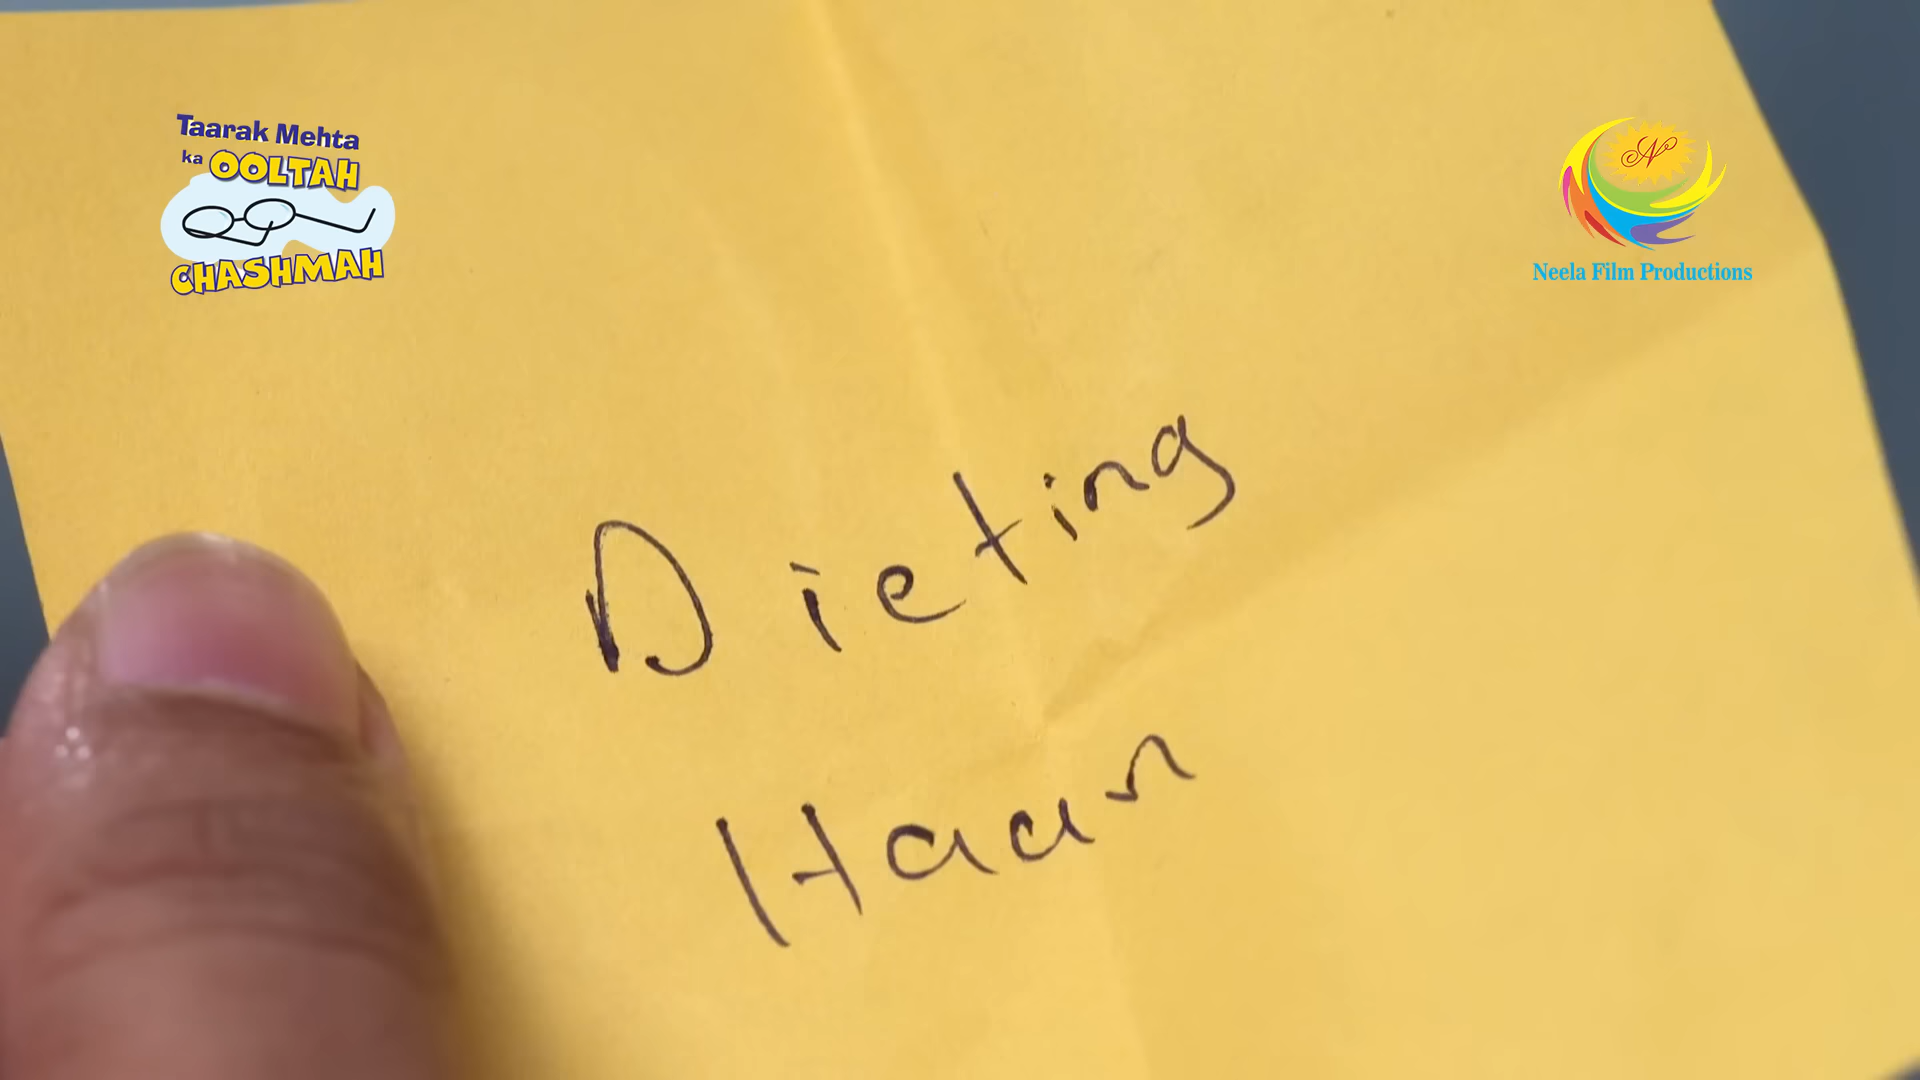 Taarak Mehta
ka OOLTAH
CHASHMAH
N
Neela Film Productions
Dieting
Haan